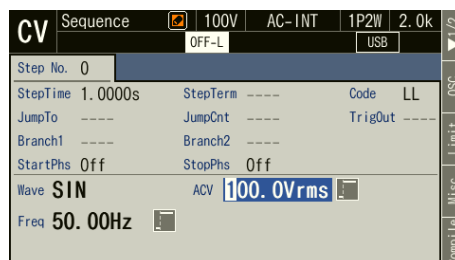 CV Sequence 100V AC-INT 1P2W 2.0k ▼1/2
OFF-L USB
Step No. 0
StepTime 1.0000s StepTerm ---- Code LL
JumpTo ---- JumpCnt ---- TrigOut ----
Branch1 ---- Branch2 ----
StartPhs Off StopPhs Off
Wave SIN ACV 100.0Vrms
Freq 50.00Hz
OSC
Limit
Misc
Compile